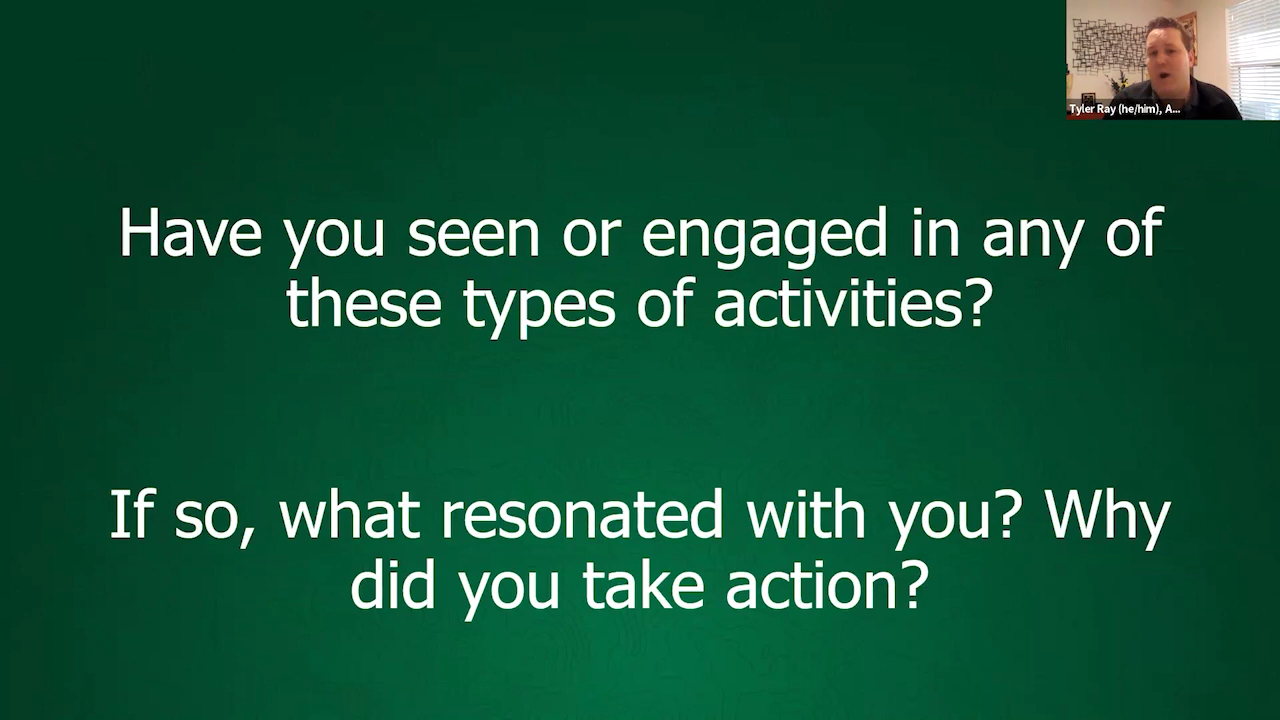 Tyler Ray (he/him), A...
Have you seen or engaged in any of
these types of activities?
If so, what resonated with you? Why
did you take action?